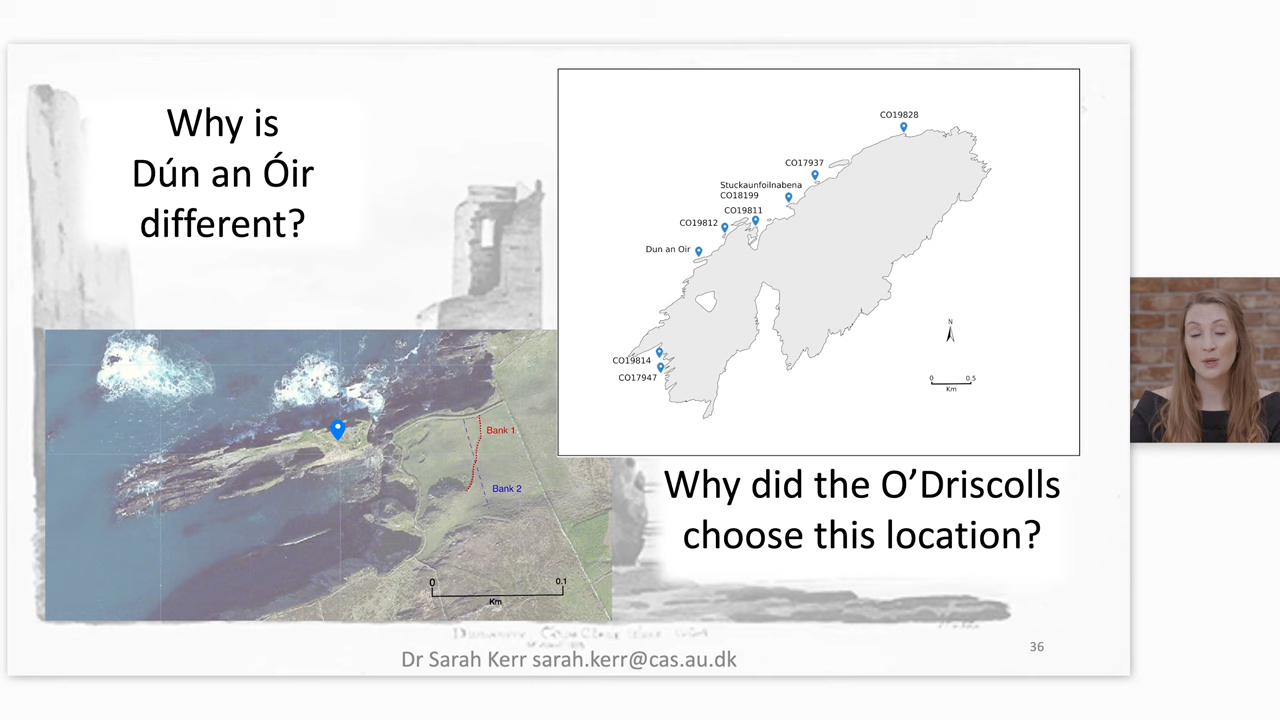 Why is
Dún an Óir
different?
CO19828
CO17937
Stuckaunfoilnabena
CO18199
CO19811
CO19812
Dun an Oir
CO19814
CO17947
N
0 0.5
Km
Bank 1
Bank 2
0 0.1
Km
Why did the O’Driscolls
choose this location?
Dr Sarah Kerr sarah.kerr@cas.au.dk
36